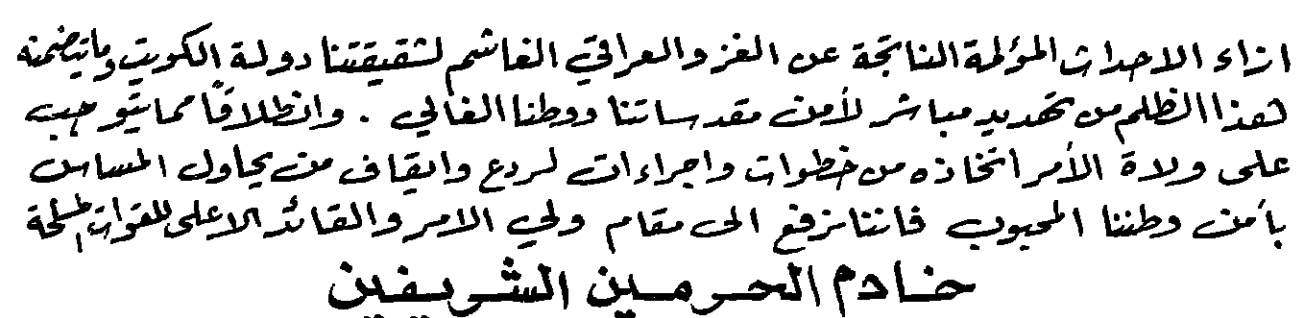 ازاء الاحداث المؤلمة الناتجة عن الغزو العراقي الغاشم لشقيقتنا دولة الكويت وما يتضمنه
هذا الظلم من تهديد مباشر لأمن مقدساتنا ووطنا الغالي . وانطلاقاً مما يتوجب
على ولاة الأمر اتخاذه من خطوات واجراءات لردع وايقاف من يحاول المساس
بأمن وطننا المحبوب فاننا نرفع الى مقام ولي الامر والقائد الاعلى للقوات المسلحة
خادم الحرمين الشريفين